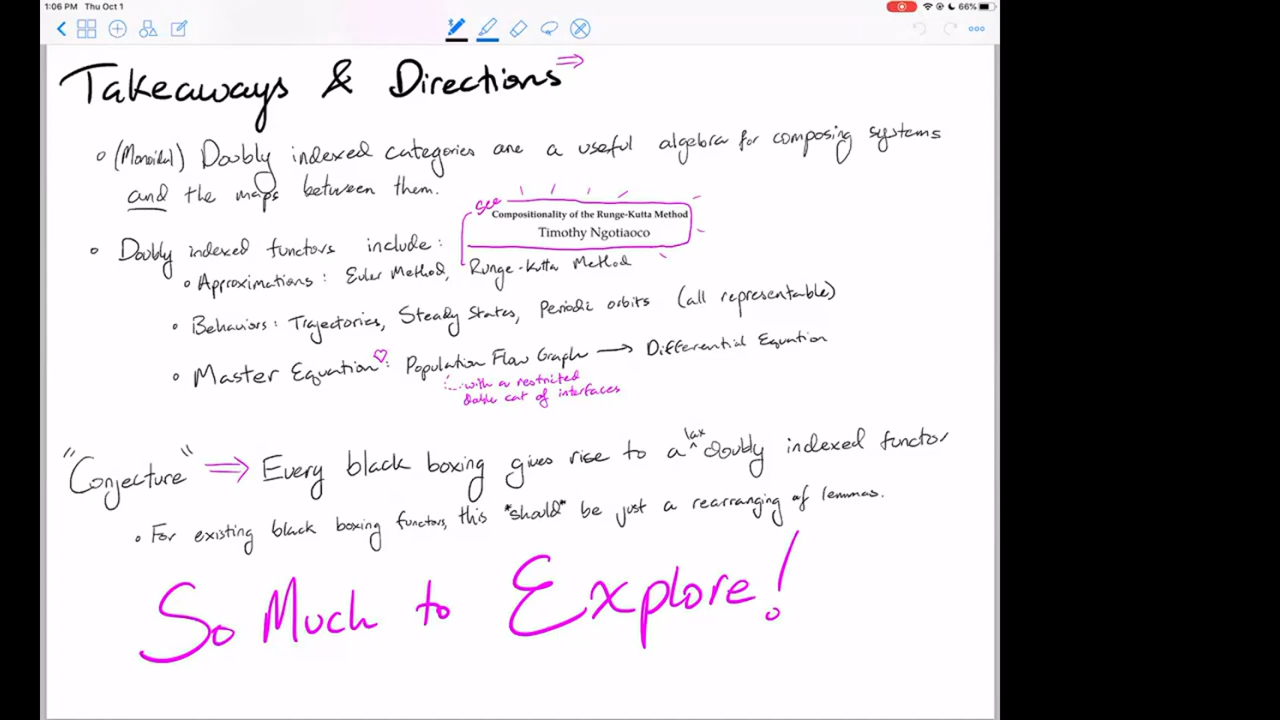 1:06 PM Thu Oct 1
66%
Takeaways & Directions ⇒
(Monoidal) Doubly indexed categories are a useful algebra for composing systems
and the maps between them.
See
Compositionality of the Runge-Kutta Method
Timothy Ngotiaoco
Doubly indexed functors include:
Approximations: Euler Method, Runge-Kutta Method
Behaviors: Trajectories, Steady States, Periodic orbits (all representable)
Master Equation♡: Population Flow Graph → Differential Equation
with a restricted
double cat of interfaces
"Conjecture" ⇒ Every black boxing gives rise to a ^lax doubly indexed functor
For existing black boxing functors, this *should* be just a rearranging of lemmas.
So Much to Explore!